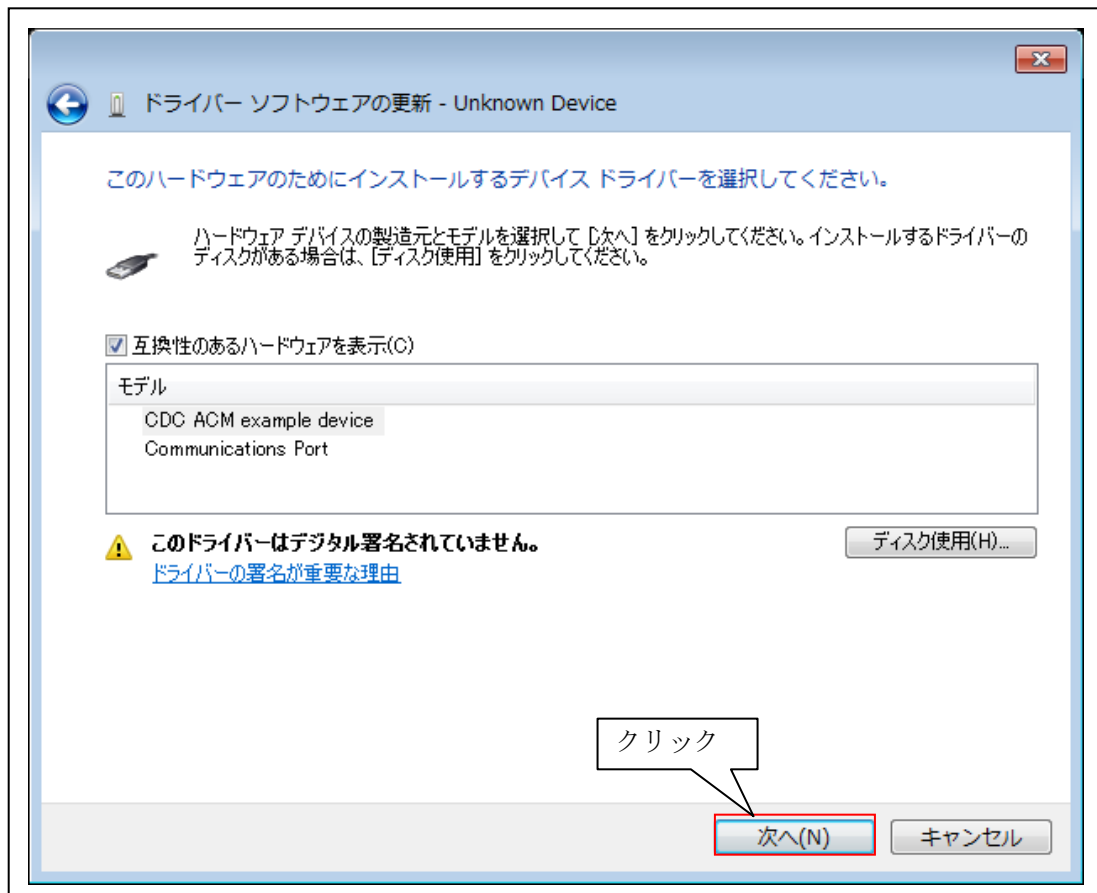 ドライバー ソフトウェアの更新 - Unknown Device
このハードウェアのためにインストールするデバイス ドライバーを選択してください。
ハードウェア デバイスの製造元とモデルを選択して [次へ] をクリックしてください。インストールするドライバーの
ディスクがある場合は、[ディスク使用] をクリックしてください。
互換性のあるハードウェアを表示(C)
モデル
CDC ACM example device
Communications Port
このドライバーはデジタル署名されていません。
ディスク使用(H)...
ドライバーの署名が重要な理由
クリック
次へ(N)
キャンセル